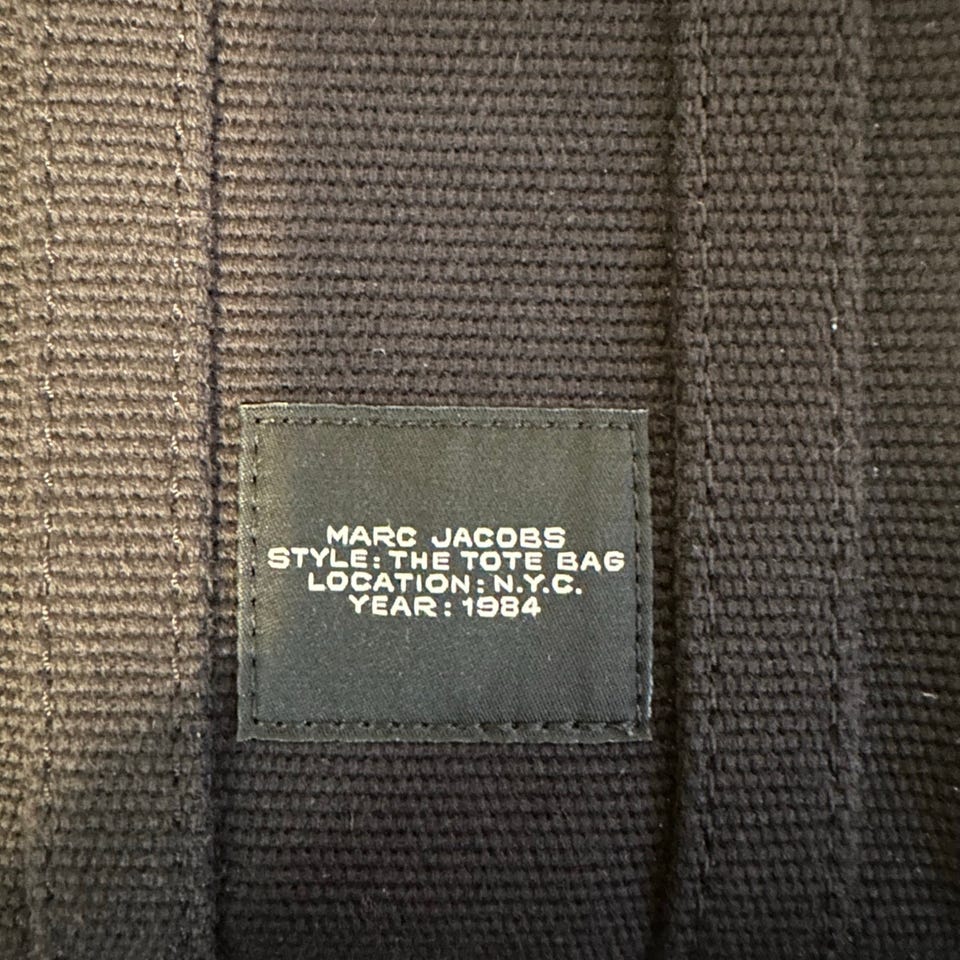 MARC JACOBS
STYLE: THE TOTE BAG
LOCATION: N.Y.C.
YEAR: 1984